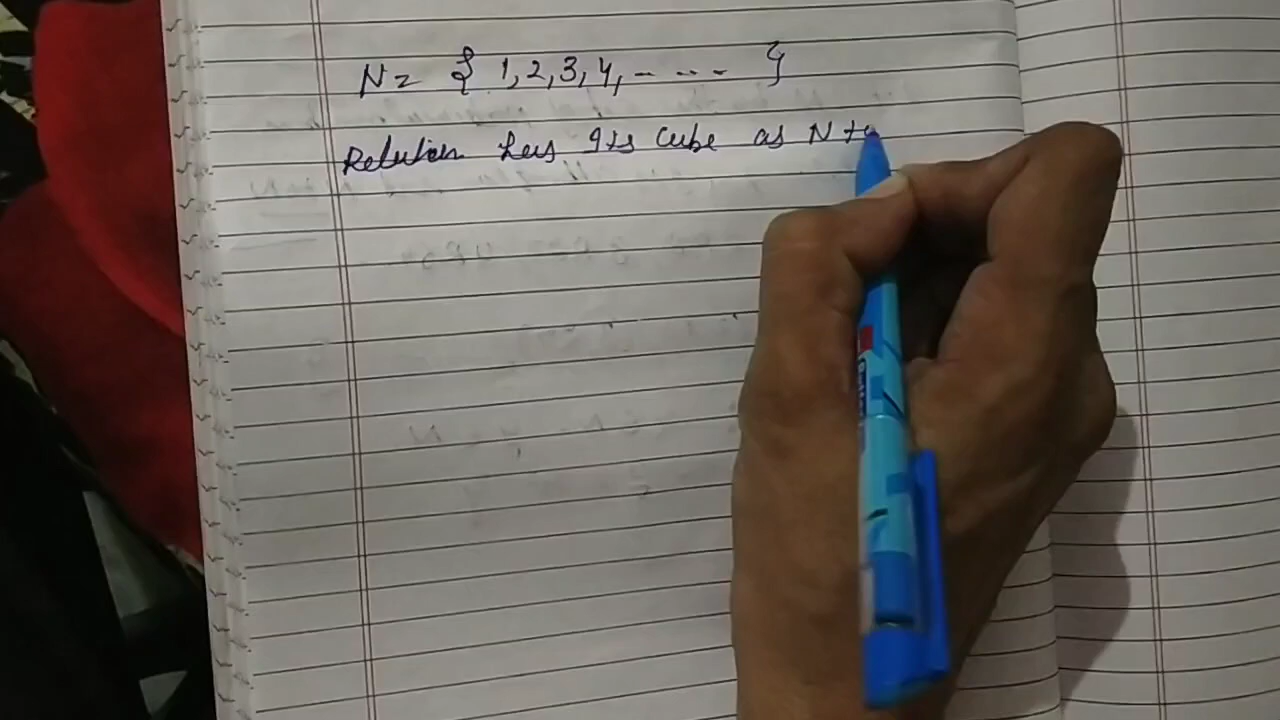 N = { 1, 2, 3, 4, - - - - }
Relation has Its Cube as N to